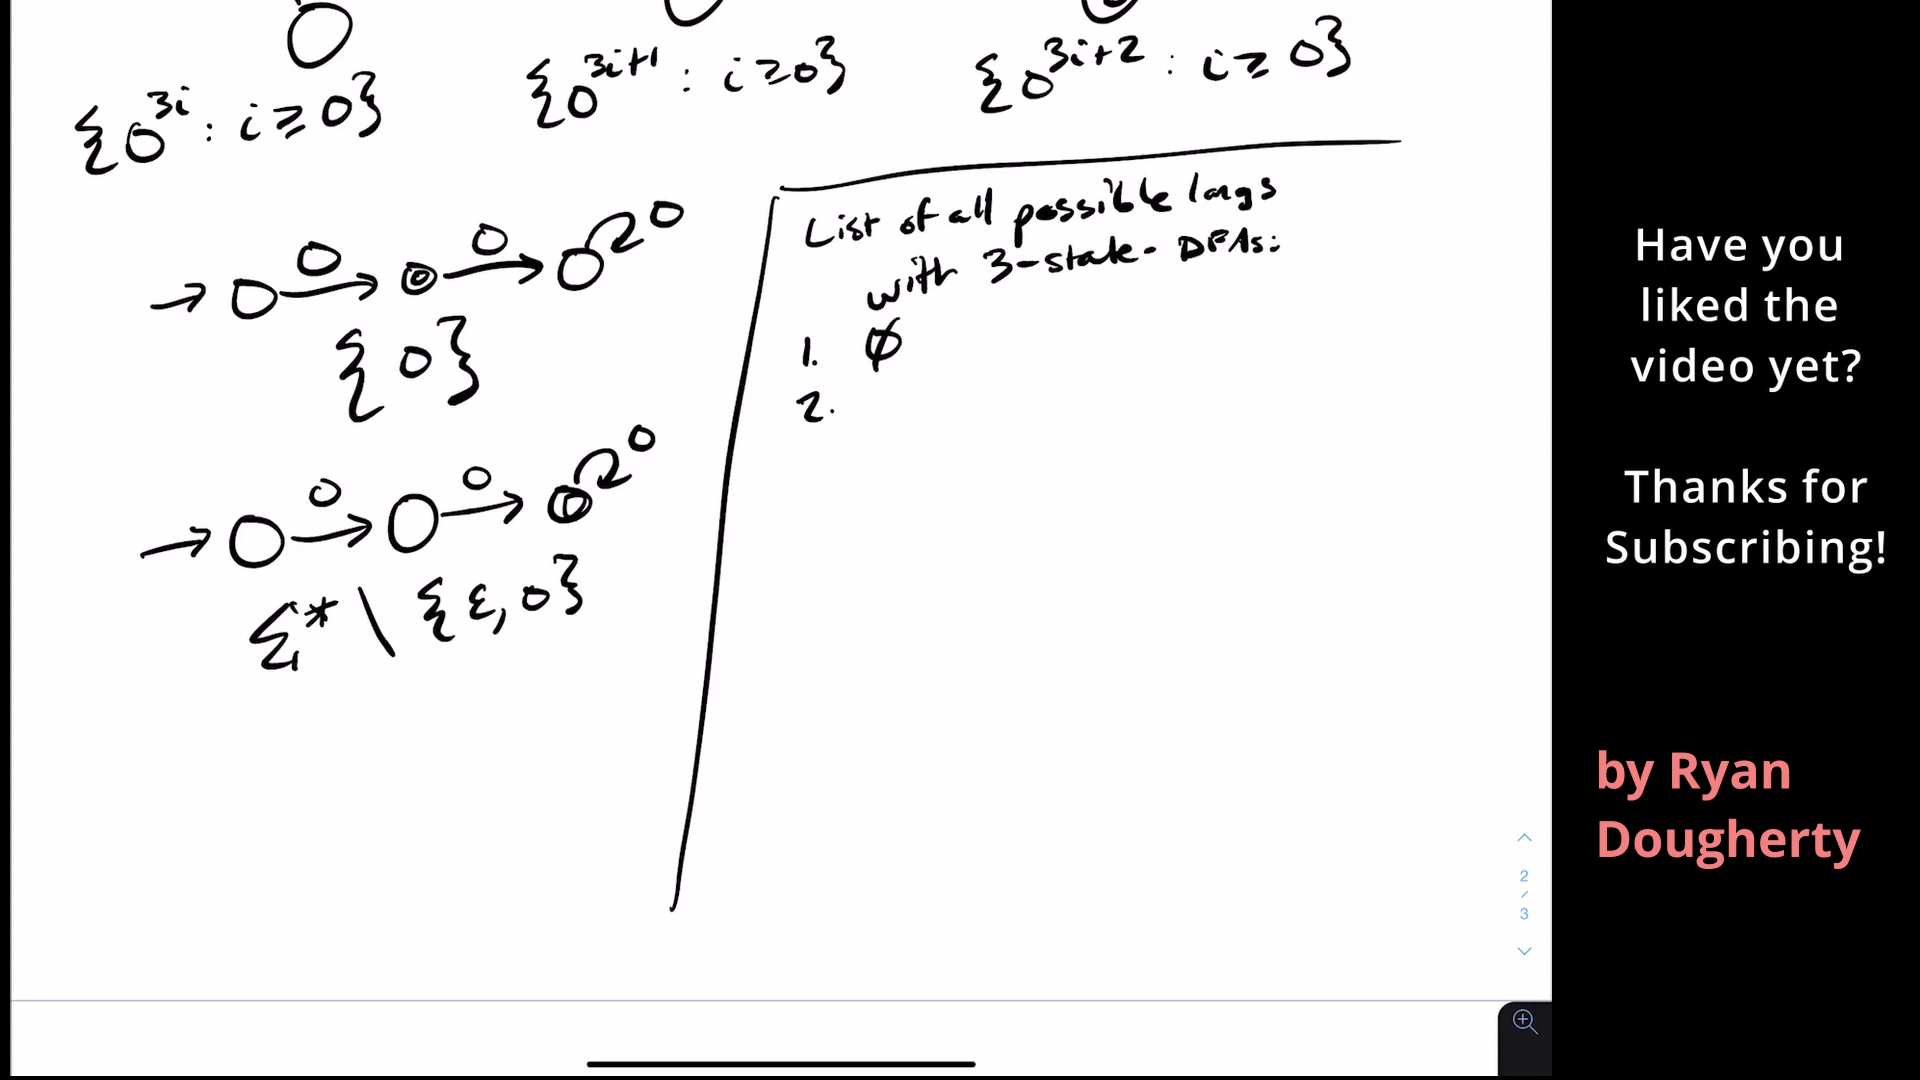 {0^{3i} : i ≥ 0} {0^{3i+1} : i ≥ 0} {0^{3i+2} : i ≥ 0}
0 0 0
{0}
0 0 0
Σ* \ {ε, 0}
List of all possible langs
with 3-state-DFAs:
1. ∅
2.
Have you
liked the
video yet?
Thanks for
Subscribing!
by Ryan
Dougherty
2
/
3